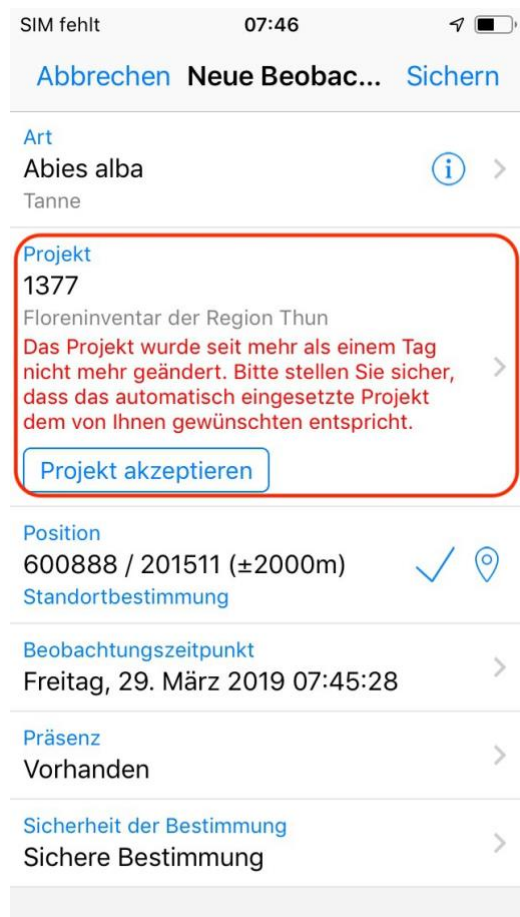 SIM fehlt 07:46
Abbrechen Neue Beobac... Sichern
Art
Abies alba
Tanne
Projekt
1377
Floreninventar der Region Thun
Das Projekt wurde seit mehr als einem Tag
nicht mehr geändert. Bitte stellen Sie sicher,
dass das automatisch eingesetzte Projekt
dem von Ihnen gewünschten entspricht.
Projekt akzeptieren
Position
600888 / 201511 (±2000m)
Standortbestimmung
Beobachtungszeitpunkt
Freitag, 29. März 2019 07:45:28
Präsenz
Vorhanden
Sicherheit der Bestimmung
Sichere Bestimmung